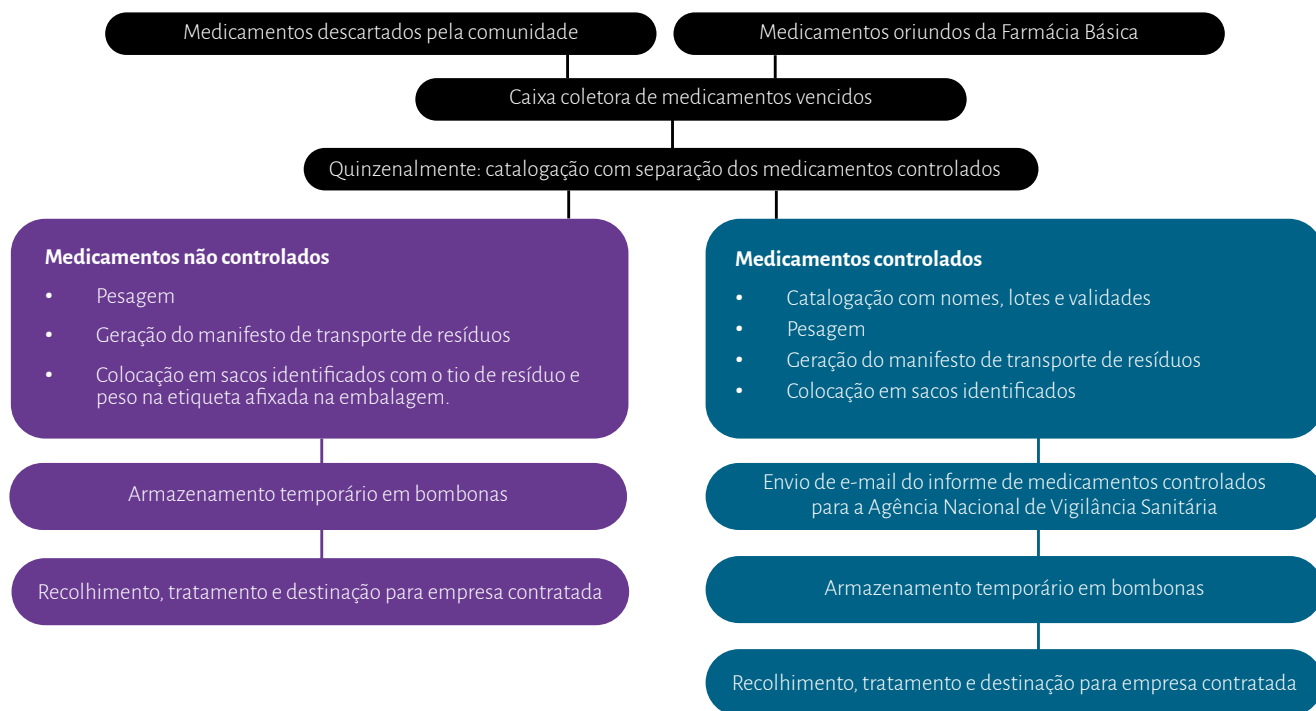 Medicamentos descartados pela comunidade
Medicamentos oriundos da Farmácia Básica
Caixa coletora de medicamentos vencidos
Quinzenalmente: catalogação com separação dos medicamentos controlados
Medicamentos não controlados
• Pesagem
• Geração do manifesto de transporte de resíduos
• Colocação em sacos identificados com o tio de resíduo e
peso na etiqueta afixada na embalagem.
Armazenamento temporário em bombonas
Recolhimento, tratamento e destinação para empresa contratada
Medicamentos controlados
• Catalogação com nomes, lotes e validades
• Pesagem
• Geração do manifesto de transporte de resíduos
• Colocação em sacos identificados
Envio de e-mail do informe de medicamentos controlados
para a Agência Nacional de Vigilância Sanitária
Armazenamento temporário em bombonas
Recolhimento, tratamento e destinação para empresa contratada